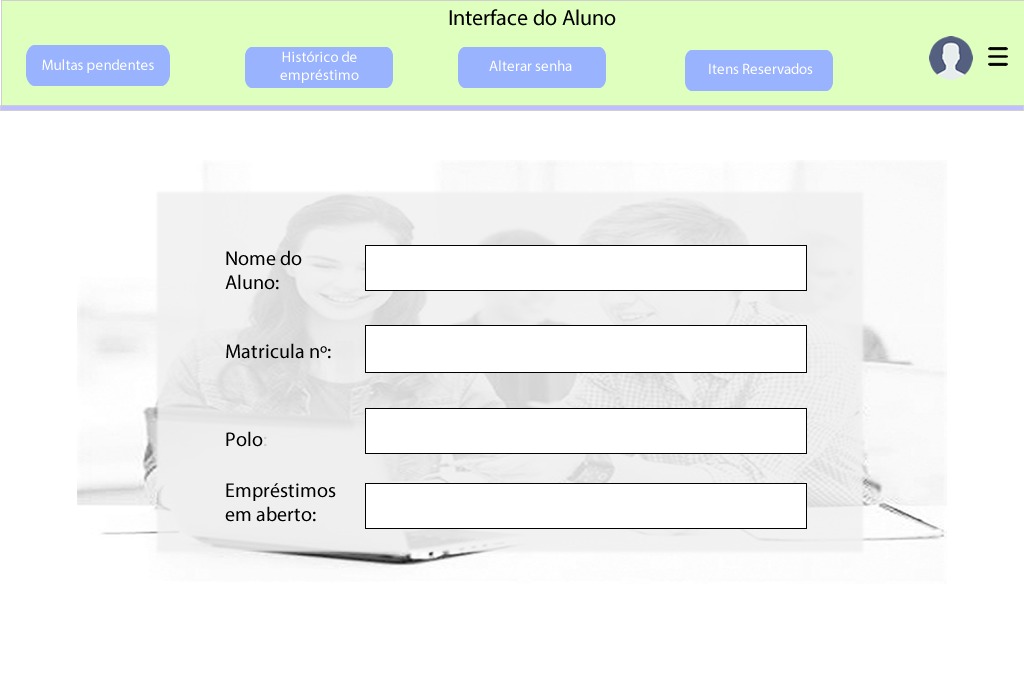 Interface do Aluno
Multas pendentes
Histórico de
empréstimo
Alterar senha
Itens Reservados
Nome do
Aluno:
Matricula nº:
Polo:
Empréstimos
em aberto: